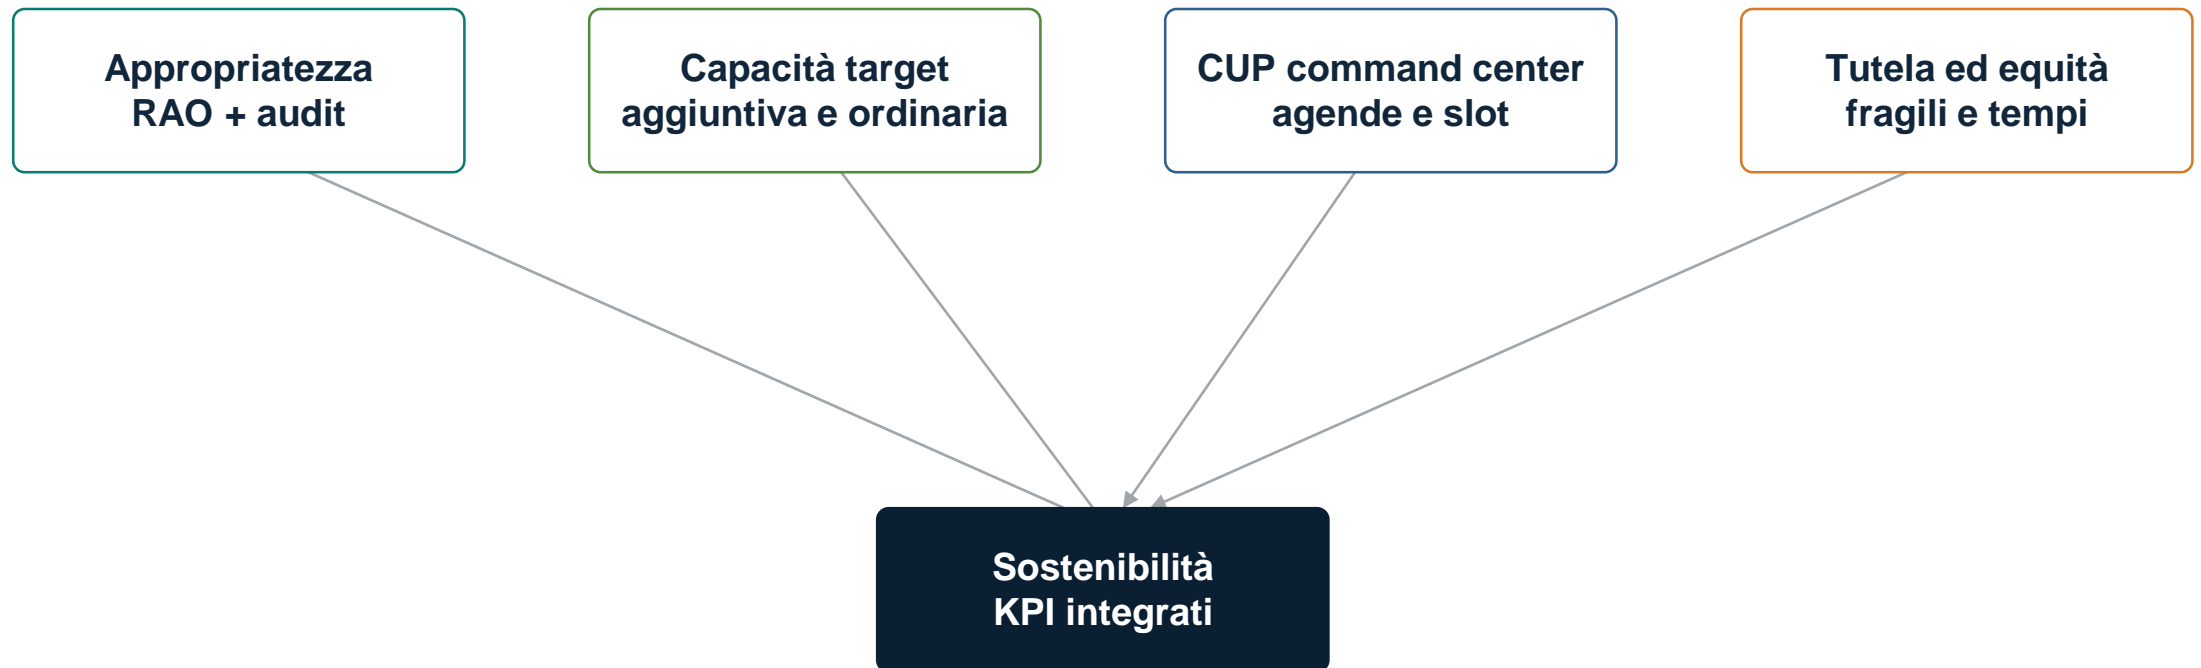 Appropriatezza
RAO + audit
Capacità target
aggiuntiva e ordinaria
CUP command center
agende e slot
Tutela ed equità
fragili e tempi
Sostenibilità
KPI integrati